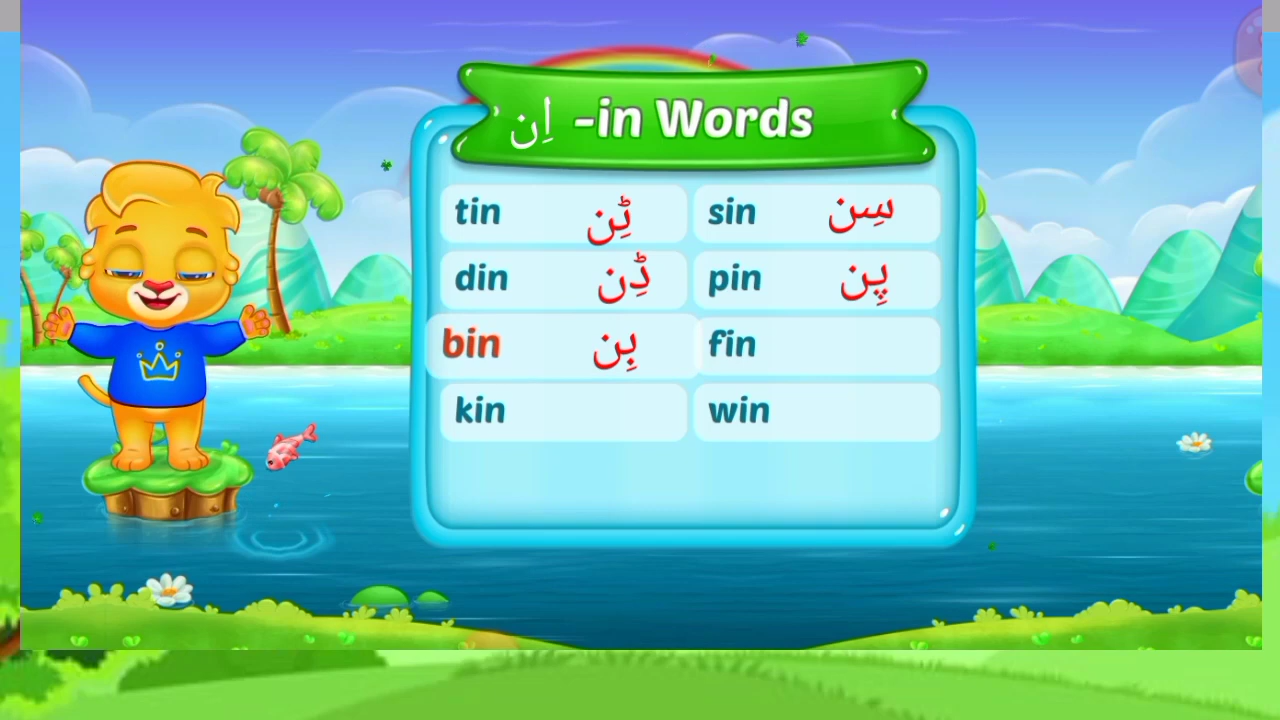 اِن -in Words
tin ٹِن sin سِن
din ڈِن pin پِن
bin بِن fin
kin win